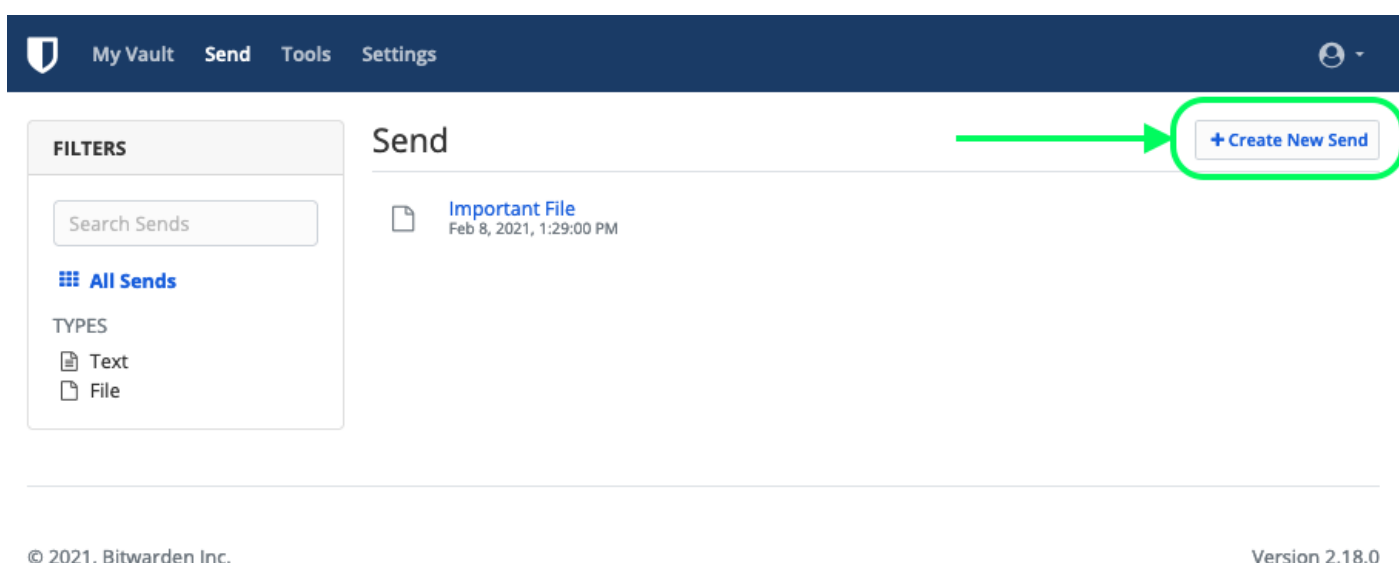 My Vault Send Tools Settings
FILTERS
Search Sends
All Sends
TYPES
Text
File
Send
+ Create New Send
Important File
Feb 8, 2021, 1:29:00 PM
© 2021, Bitwarden Inc.
Version 2.18.0